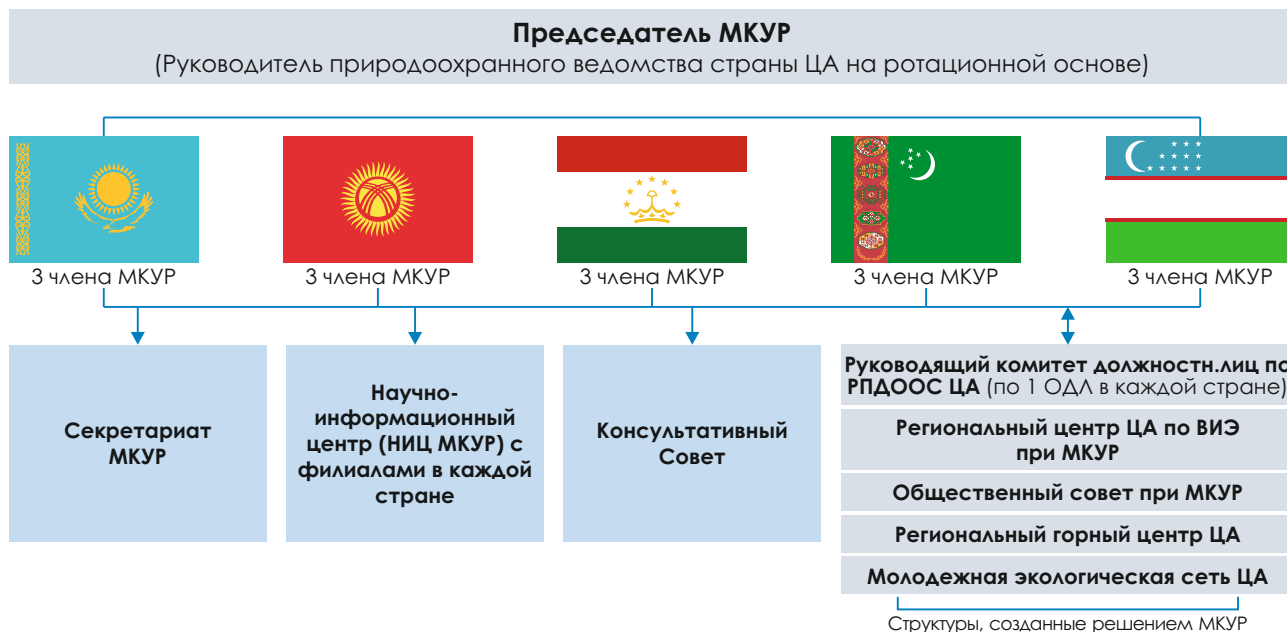 Председатель МКУР
(Руководитель природоохранного ведомства страны ЦА на ротационной основе)
3 члена МКУР
3 члена МКУР
3 члена МКУР
3 члена МКУР
3 члена МКУР
Секретариат
МКУР
Научно-
информационный
центр (НИЦ МКУР) с
филиалами в каждой
стране
Консультативный
Совет
Руководящий комитет должностн.лиц по
РПДООС ЦА (по 1 ОДЛ в каждой стране)
Региональный центр ЦА по ВИЭ
при МКУР
Общественный совет при МКУР
Региональный горный центр ЦА
Молодежная экологическая сеть ЦА
Структуры, созданные решением МКУР